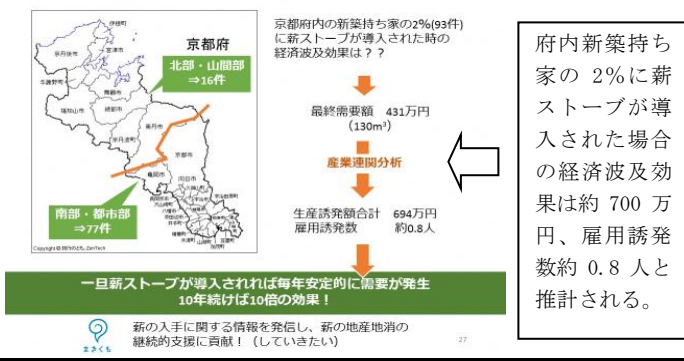 京都府内の新築持ち家の2%(93件)
に薪ストーブが導入された時の
経済波及効果は？？
京都府
北部・山間部
⇒16件
伊根町
京丹後市
宮津市
与謝野町
舞鶴市
福知山市
綾部市
京丹波町
南丹市
京都市
亀岡市
向日市
南部・都市部
⇒77件
最終需要額 431万円
(130m³)
産業連関分析
生産誘発額合計 694万円
雇用誘発数 約0.8人
一旦薪ストーブが導入されれば毎年安定的に需要が発生
10年続けば10倍の効果！
まきくも
薪の入手に関する情報を発信し、薪の地産地消の
継続的支援に貢献！（していきたい）
27
府内新築持ち
家の 2%に薪
ストーブが導
入された場合
の経済波及効
果は約 700 万
円、雇用誘発
数約 0.8 人と
推計される。